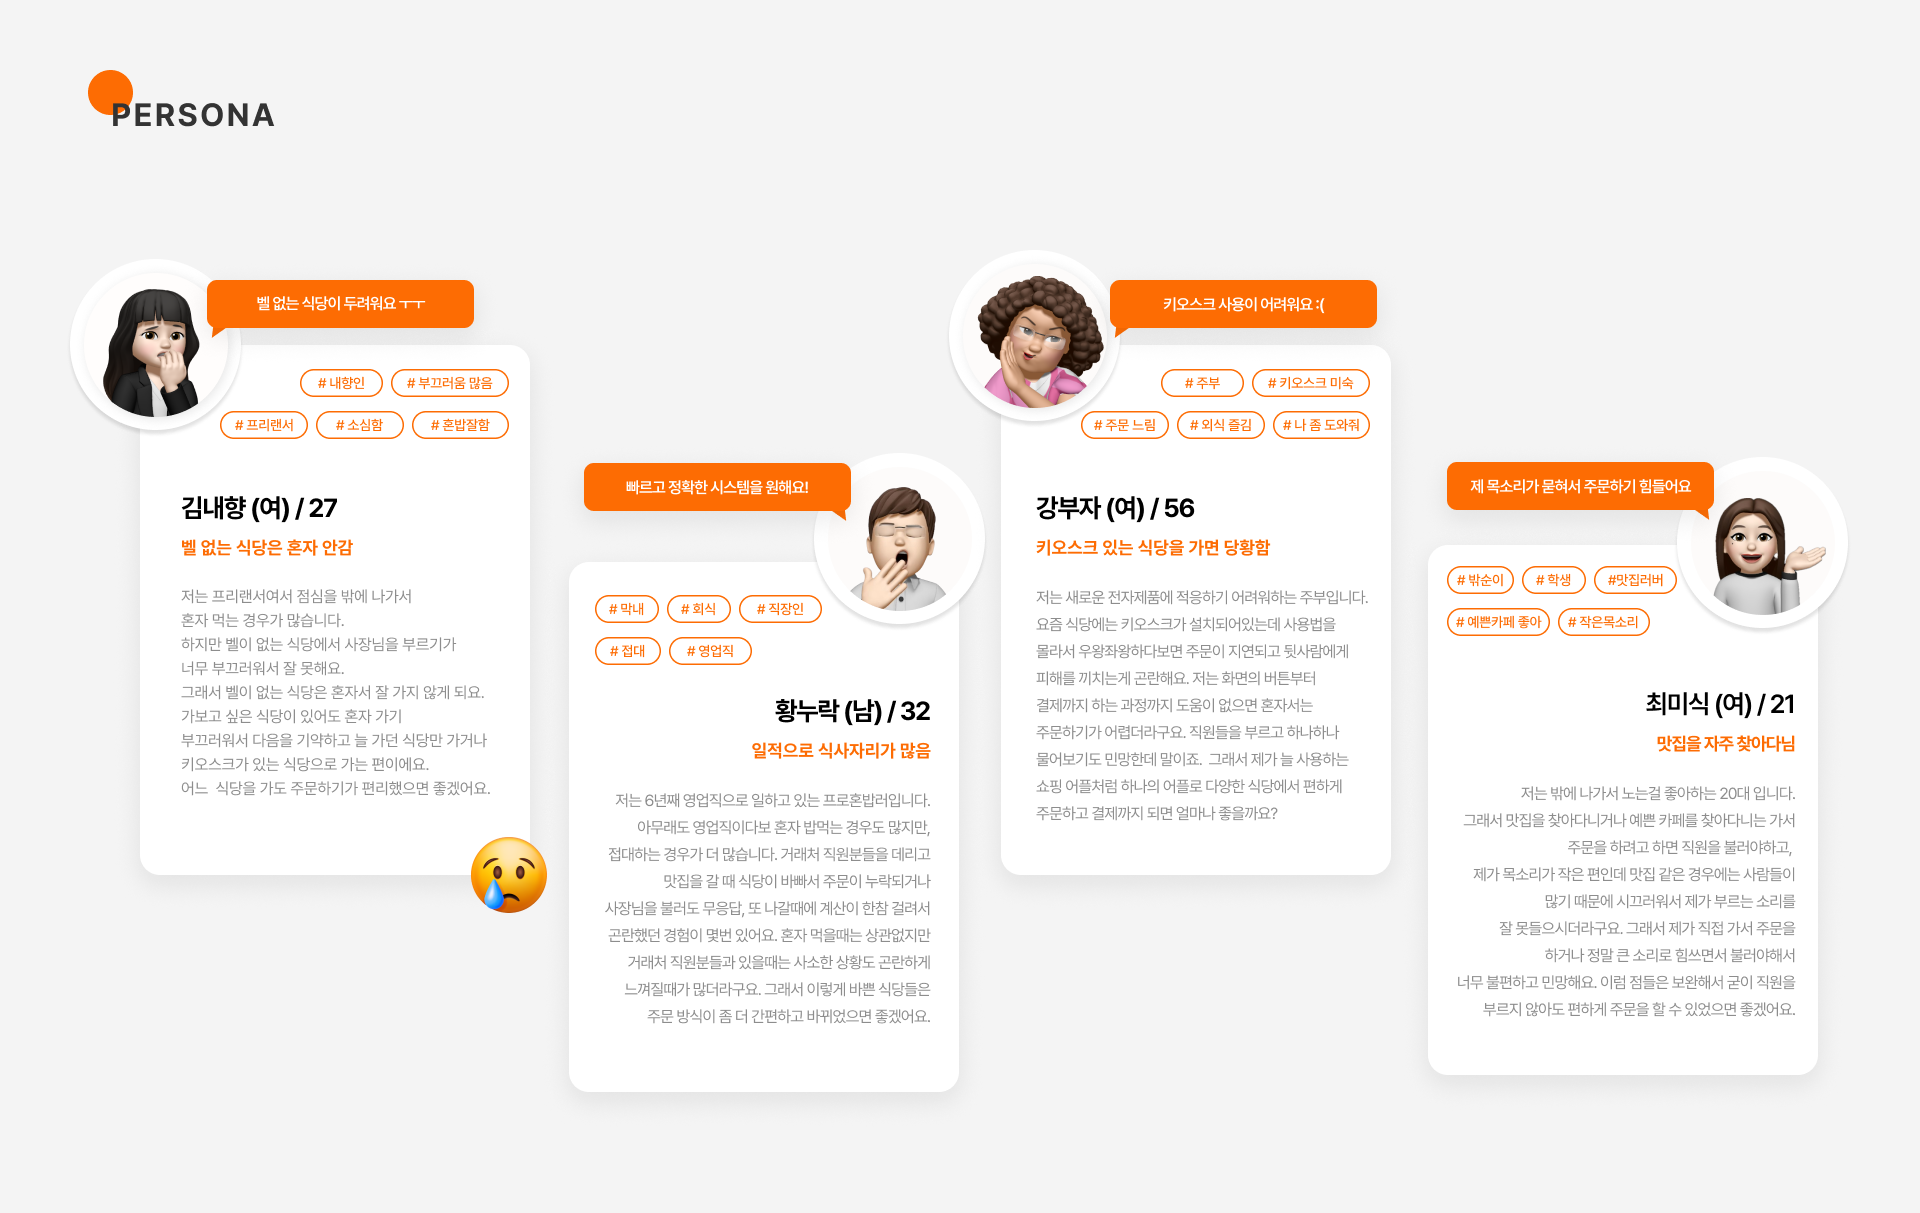 PERSONA
벨 없는 식당이 두려워요 ㅜㅜ
# 내향인
# 부끄러움 많음
# 프리랜서
# 소심함
# 혼밥잘함
김내향 (여) / 27
벨 없는 식당은 혼자 안감
저는 프리랜서여서 점심을 밖에 나가서
혼자 먹는 경우가 많습니다.
하지만 벨이 없는 식당에서 사장님을 부르기가
너무 부끄러워서 잘 못해요.
그래서 벨이 없는 식당은 혼자서 잘 가지 않게 되요.
가보고 싶은 식당이 있어도 혼자 가기
부끄러워서 다음을 기약하고 늘 가던 식당만 가거나
키오스크가 있는 식당으로 가는 편이에요.
어느 식당을 가도 주문하기가 편리했으면 좋겠어요.
빠르고 정확한 시스템을 원해요!
# 막내
# 회식
# 직장인
# 접대
# 영업직
황누락 (남) / 32
일적으로 식사자리가 많음
저는 6년째 영업직으로 일하고 있는 프로혼밥러입니다.
아무래도 영업직이다보 혼자 밥먹는 경우도 많지만,
접대하는 경우가 더 많습니다. 거래처 직원분들을 데리고
맛집을 갈 때 식당이 바빠서 주문이 누락되거나
사장님을 불러도 무응답, 또 나갈때에 계산이 한참 걸려서
곤란했던 경험이 몇번 있어요. 혼자 먹을때는 상관없지만
거래처 직원분들과 있을때는 사소한 상황도 곤란하게
느껴질때가 많더라구요. 그래서 이렇게 바쁜 식당들은
주문 방식이 좀 더 간편하고 바뀌었으면 좋겠어요.
키오스크 사용이 어려워요 :(
# 주부
# 키오스크 미숙
# 주문 느림
# 외식 즐김
# 나 좀 도와줘
강부자 (여) / 56
키오스크 있는 식당을 가면 당황함
저는 새로운 전자제품에 적응하기 어려워하는 주부입니다.
요즘 식당에는 키오스크가 설치되어있는데 사용법을
몰라서 우왕좌왕하다보면 주문이 지연되고 뒷사람에게
피해를 끼치는게 곤란해요. 저는 화면의 버튼부터
결제까지 하는 과정까지 도움이 없으면 혼자서는
주문하기가 어렵더라구요. 직원들을 부르고 하나하나
물어보기도 민망한데 말이죠. 그래서 제가 늘 사용하는
쇼핑 어플처럼 하나의 어플로 다양한 식당에서 편하게
주문하고 결제까지 되면 얼마나 좋을까요?
제 목소리가 묻혀서 주문하기 힘들어요
# 밖순이
# 학생
#맛집러버
# 예쁜카페 좋아
# 작은목소리
최미식 (여) / 21
맛집을 자주 찾아다님
저는 밖에 나가서 노는걸 좋아하는 20대 입니다.
그래서 맛집을 찾아다니거나 예쁜 카페를 찾아다니는 가서
주문을 하려고 하면 직원을 불러야하고,
제가 목소리가 작은 편인데 맛집 같은 경우에는 사람들이
많기 때문에 시끄러워서 제가 부르는 소리를
잘 못들으시더라구요. 그래서 제가 직접 가서 주문을
하거나 정말 큰 소리로 힘쓰면서 불러야해서
너무 불편하고 민망해요. 이럼 점들은 보완해서 굳이 직원을
부르지 않아도 편하게 주문을 할 수 있었으면 좋겠어요.